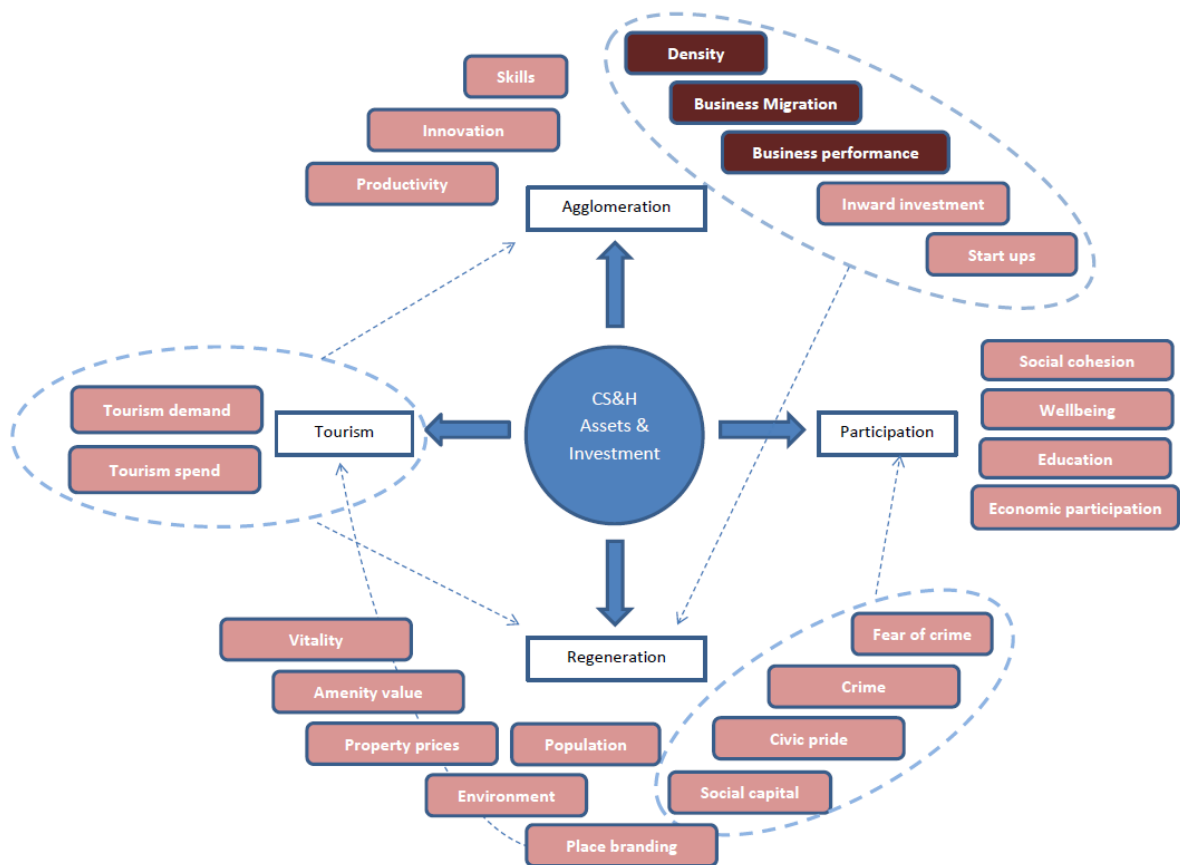 Density
Skills
Business Migration
Innovation
Business performance
Productivity
Agglomeration
Inward investment
Start ups
Social cohesion
CS&H
Assets &
Investment
Tourism demand
Wellbeing
Tourism
Participation
Tourism spend
Education
Economic participation
Vitality
Regeneration
Fear of crime
Amenity value
Crime
Property prices
Population
Civic pride
Environment
Social capital
Place branding